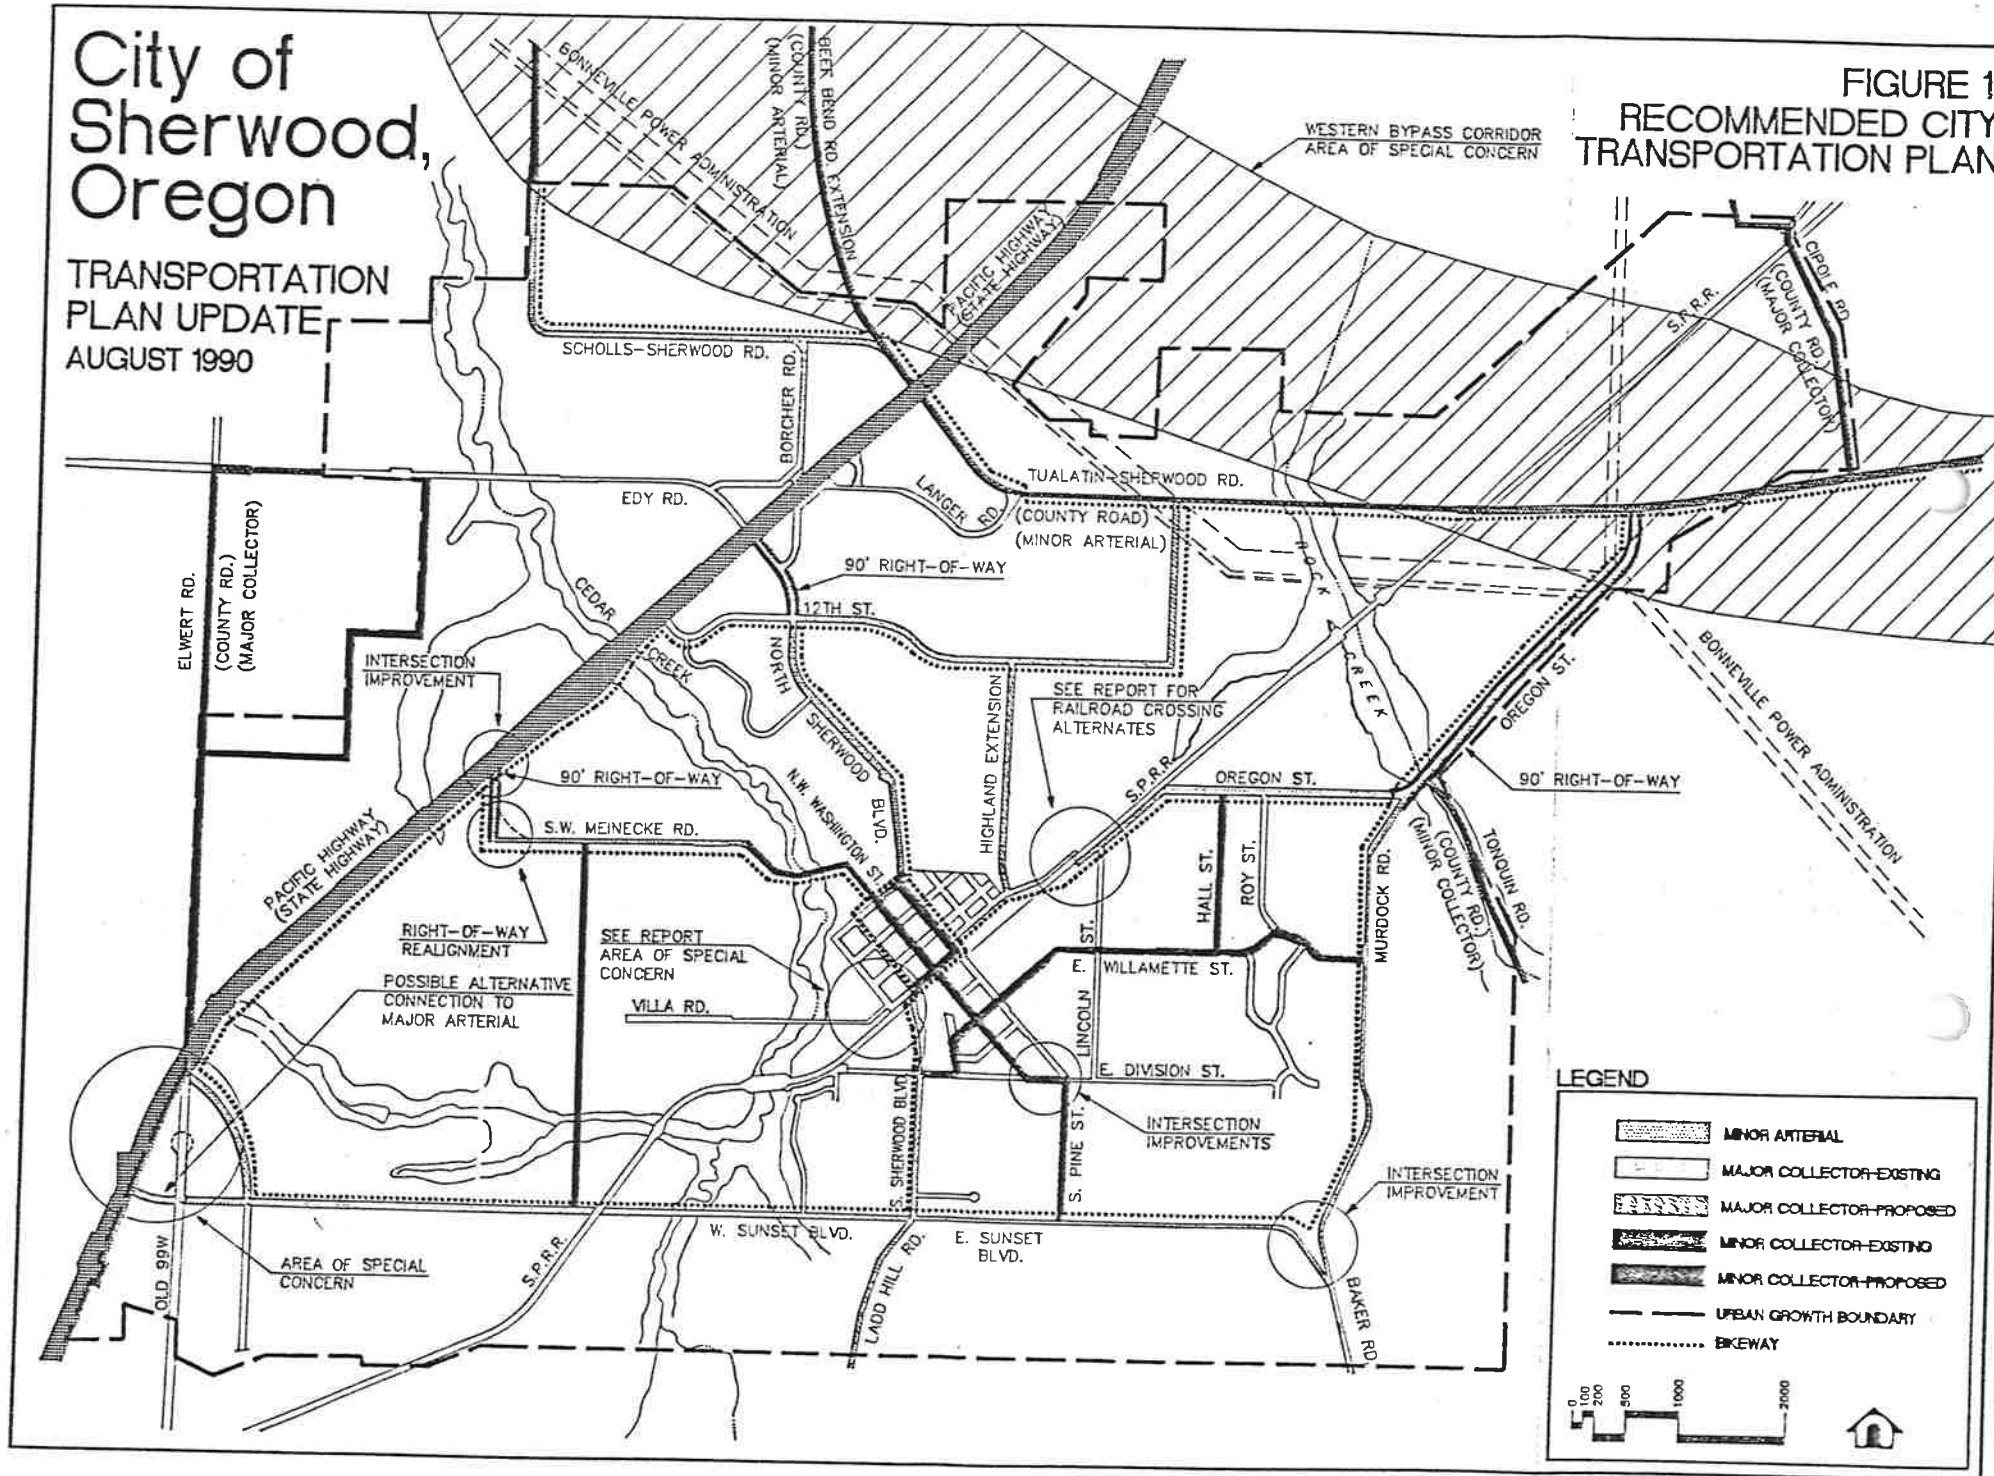 City of
Sherwood,
Oregon
TRANSPORTATION
PLAN UPDATE
AUGUST 1990
FIGURE 1
RECOMMENDED CITY
TRANSPORTATION PLAN
WESTERN BYPASS CORRIDOR
AREA OF SPECIAL CONCERN
BONNEVILLE POWER ADMINISTRATION
BEEF BEND RD. EXTENSION
(COUNTY RD.)
(MINOR ARTERIAL)
PACIFIC HIGHWAY
(STATE HIGHWAY)
CIPOLE RD.
(COUNTY RD.)
(MAJOR COLLECTOR)
S.P.R.R.
SCHOLLS-SHERWOOD RD.
BORCHER RD.
EDY RD.
LANGER RD.
TUALATIN-SHERWOOD RD.
(COUNTY ROAD)
(MINOR ARTERIAL)
ELWERT RD.
(COUNTY RD.)
(MAJOR COLLECTOR)
90' RIGHT-OF-WAY
12TH ST.
CEDAR
CREEK
ROCK CREEK
CREEK
NORTH
SHERWOOD
BLVD.
INTERSECTION
IMPROVEMENT
SEE REPORT FOR
RAILROAD CROSSING
ALTERNATES
HIGHLAND EXTENSION
OREGON ST.
BONNEVILLE POWER ADMINISTRATION
90' RIGHT-OF-WAY
N.W. WASHINGTON ST.
S.P.R.R.
OREGON ST.
90' RIGHT-OF-WAY
S.W. MEINECKE RD.
PACIFIC HIGHWAY
(STATE HIGHWAY)
HALL ST.
ROY ST.
MURDOCK RD.
TONQUIN RD.
(COUNTY RD.)
(MINOR COLLECTOR)
RIGHT-OF-WAY
REALIGNMENT
SEE REPORT
AREA OF SPECIAL
CONCERN
POSSIBLE ALTERNATIVE
CONNECTION TO
MAJOR ARTERIAL
VILLA RD.
E. WILLAMETTE ST.
LINCOLN ST.
E. DIVISION ST.
S. SHERWOOD BLVD.
S. PINE ST.
INTERSECTION
IMPROVEMENTS
INTERSECTION
IMPROVEMENT
W. SUNSET BLVD.
E. SUNSET
BLVD.
AREA OF SPECIAL
CONCERN
OLD 99W
S.P.R.R.
LADD HILL RD.
BAKER RD.
LEGEND
MINOR ARTERIAL
MAJOR COLLECTOR-EXISTING
MAJOR COLLECTOR-PROPOSED
MINOR COLLECTOR-EXISTING
MINOR COLLECTOR-PROPOSED
URBAN GROWTH BOUNDARY
BIKEWAY
0
100
200
500
1000
2000